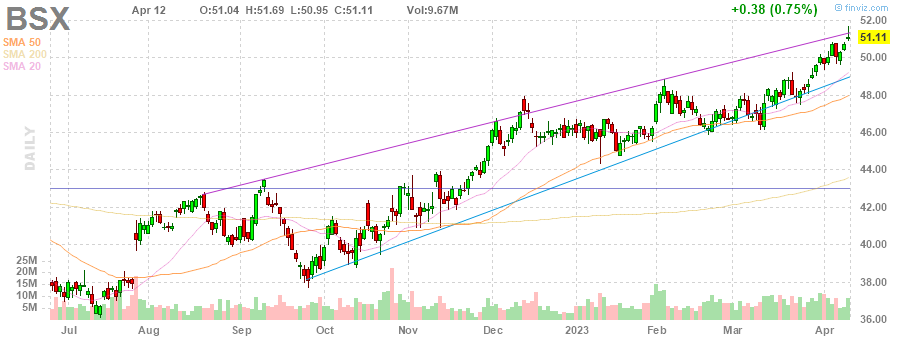 BSX Apr 12 O:51.04 H:51.69 L:50.95 C:51.11 Vol:9.67M +0.38 (0.75%) © finviz.com
SMA 50
SMA 200
SMA 20
DAILY
52.00
51.11
50.00
48.00
46.00
44.00
42.00
40.00
38.00
36.00
25M
20M
15M
10M
5M
Jul Aug Sep Oct Nov Dec 2023 Feb Mar Apr